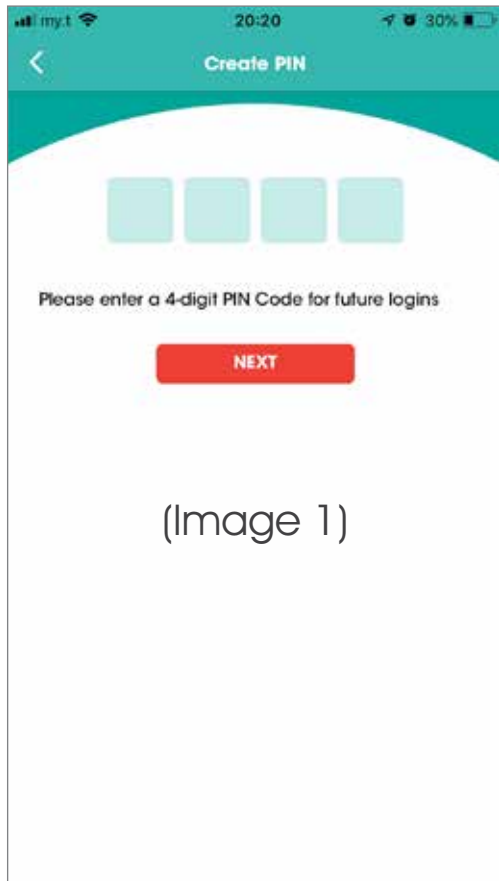 my.t 20:20 30%
Create PIN
Please enter a 4-digit PIN Code for future logins
NEXT
(Image 1)